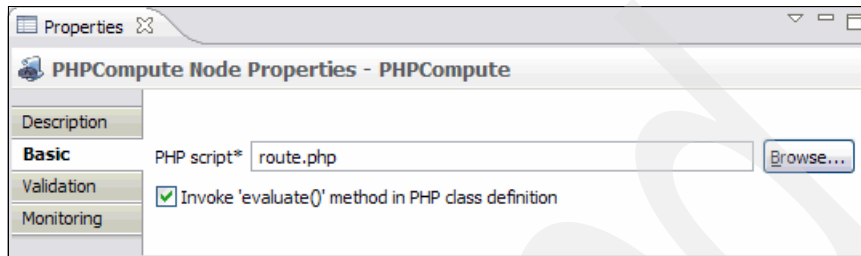 Properties
PHPCompute Node Properties - PHPCompute
Description
Basic
PHP script* route.php Browse...
Validation
Invoke 'evaluate()' method in PHP class definition
Monitoring